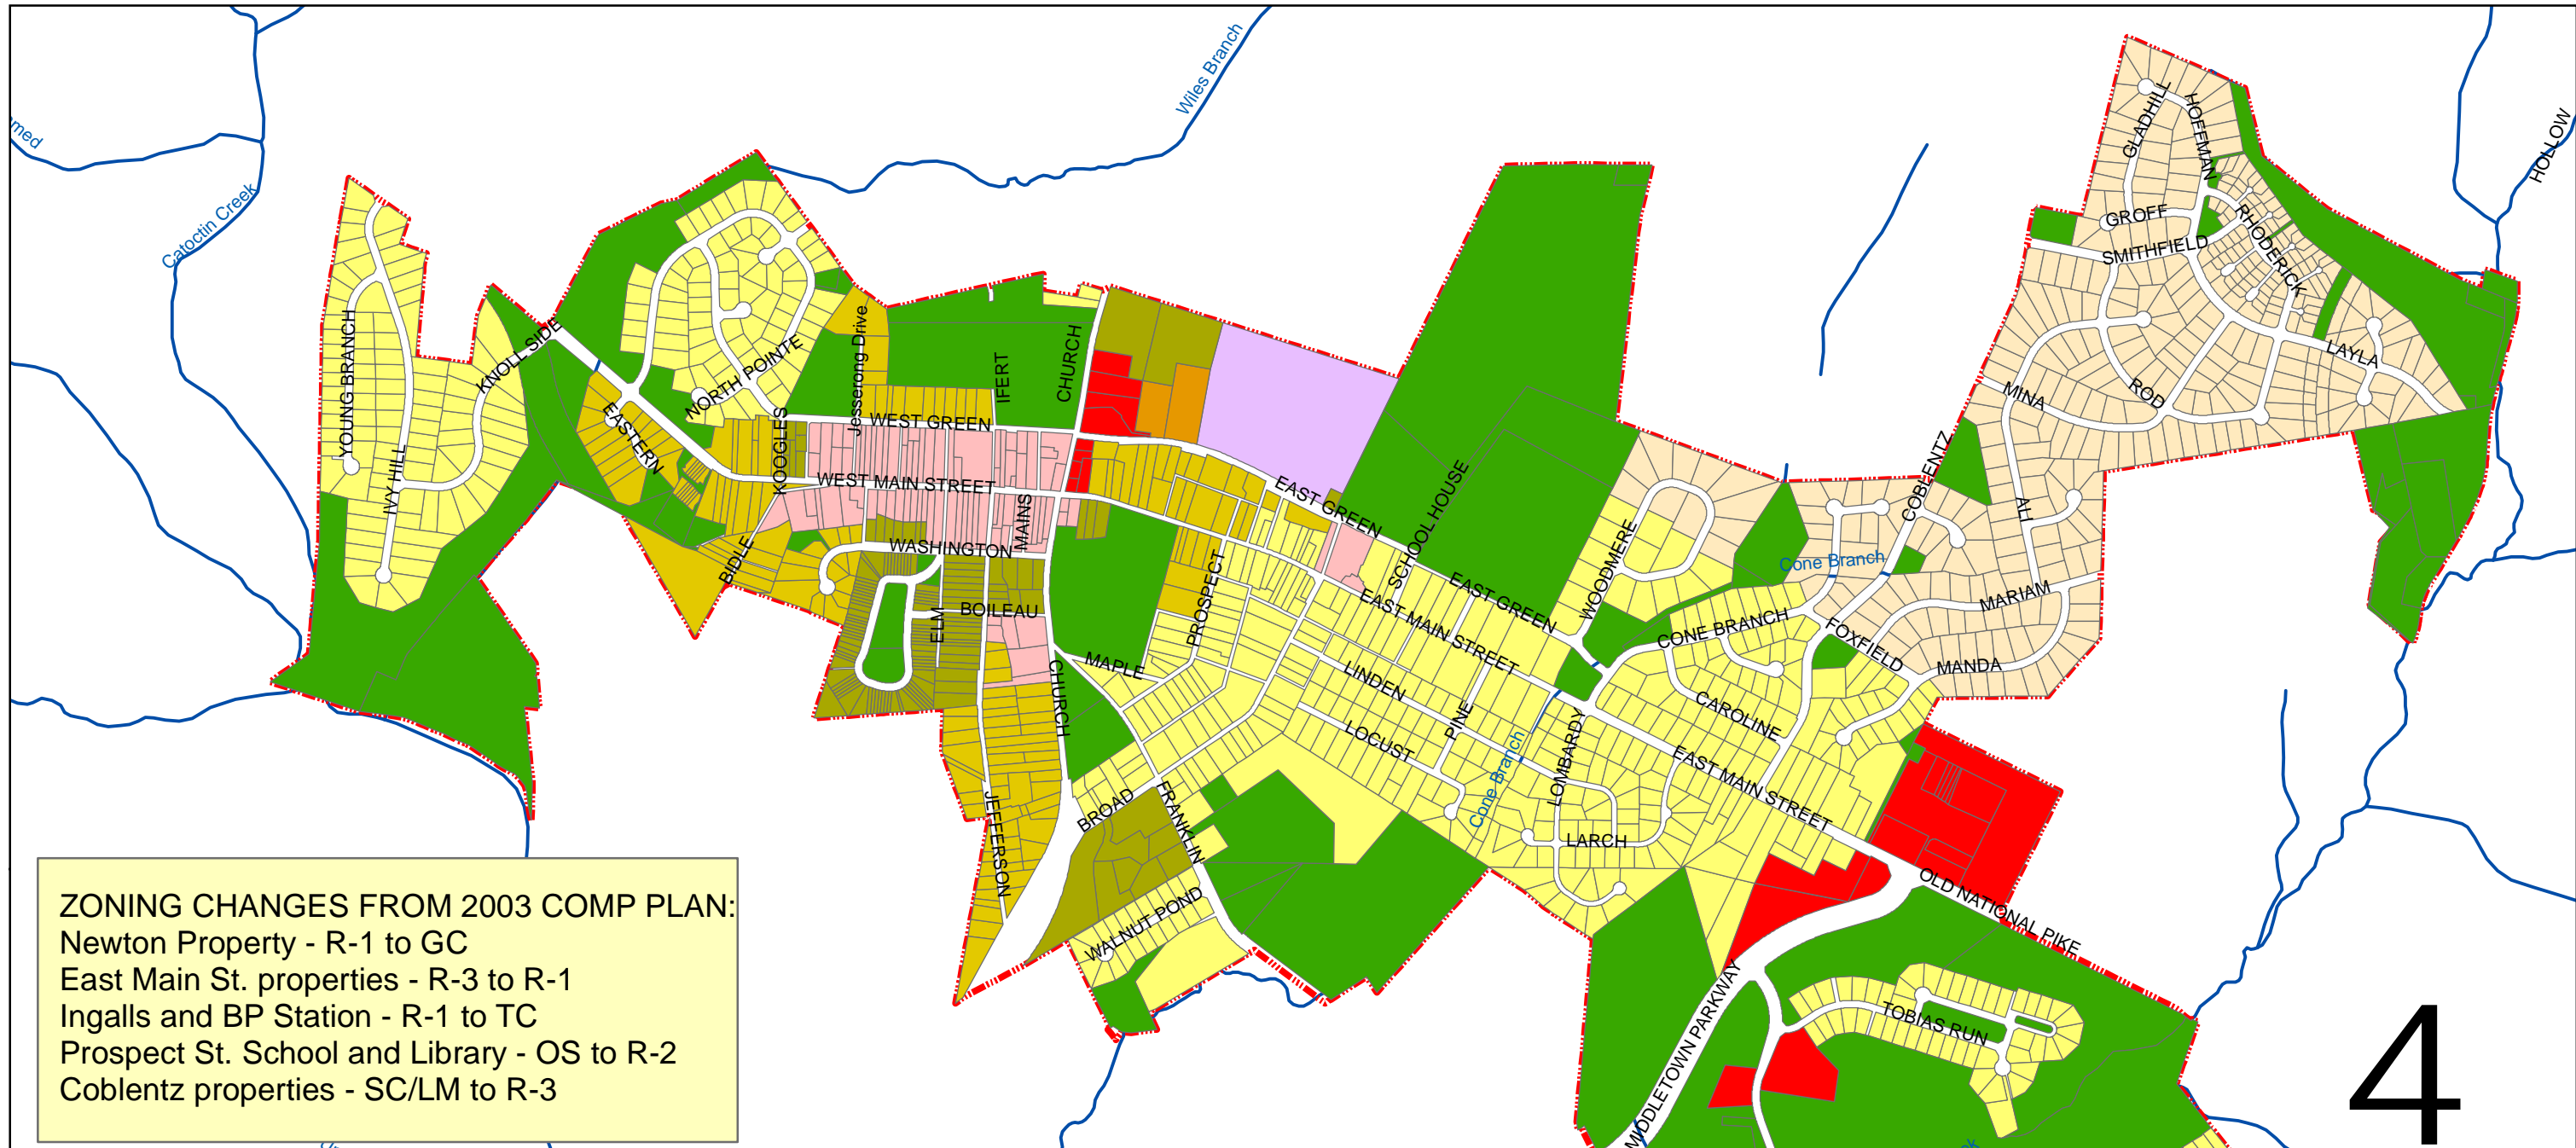 Wiles Branch
Catoctin Creek
HOLLOW
GLADHILL
HOFFMAN
GROFF
SMITHFIELD
RHODERICK
LAYLA
MINA
ROD
COBLENTZ
ALI
Cone Branch
MARIAM
MANDA
FOXFIELD
CONE BRANCH
CAROLINE
WOODMERE
SCHOOL HOUSE
EAST GREEN
EAST GREEN
EAST MAIN STREET
EAST MAIN STREET
LINDEN
LOCUST
PINE
LOMBARDY
Cone Branch
LARCH
OLD NATIONAL PIKE
MIDDLETOWN PARKWAY
TOBIAS RUN
YOUNG BRANCH
IVY HILL
KNOLL SIDE
EASTERN
NORTH POINTE
KOOGLES
Jesserong Drive
IFERT
CHURCH
WEST GREEN
WEST MAIN STREET
MAINS
WASHINGTON
BIDLE
ELM
BOILEAU
PROSPECT
MAPLE
CHURCH
JEFFERSON
BROAD
FRANKLIN
WALNUT POND
ZONING CHANGES FROM 2003 COMP PLAN:
Newton Property - R-1 to GC
East Main St. properties - R-3 to R-1
Ingalls and BP Station - R-1 to TC
Prospect St. School and Library - OS to R-2
Coblentz properties - SC/LM to R-3
4